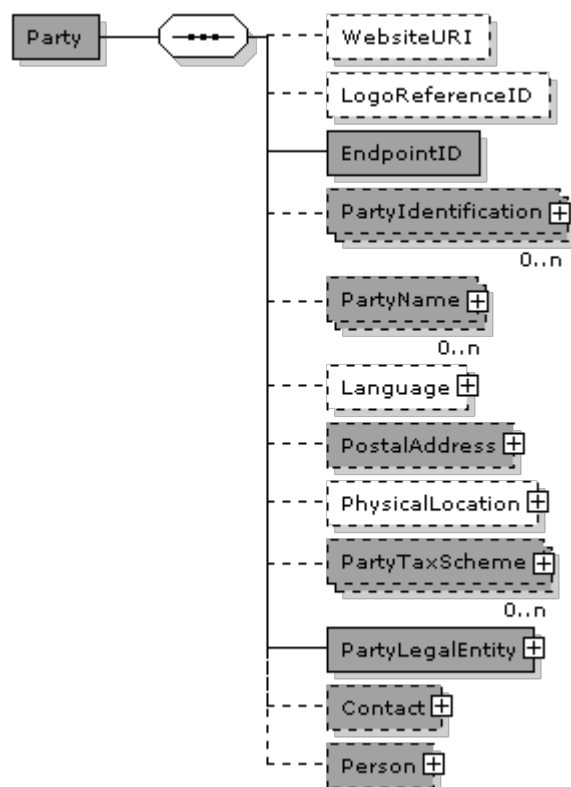 Party
WebsiteURI
LogoReferenceID
EndpointID
PartyIdentification
0..n
PartyName
0..n
Language
PostalAddress
PhysicalLocation
PartyTaxScheme
0..n
PartyLegalEntity
Contact
Person